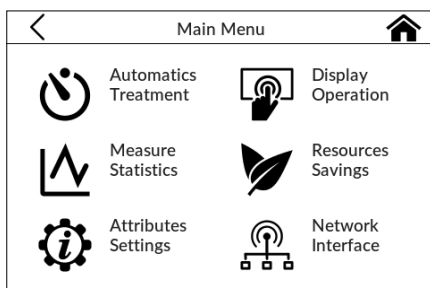 Main Menu
Automatics
Treatment
Display
Operation
Measure
Statistics
Resources
Savings
Attributes
Settings
Network
Interface